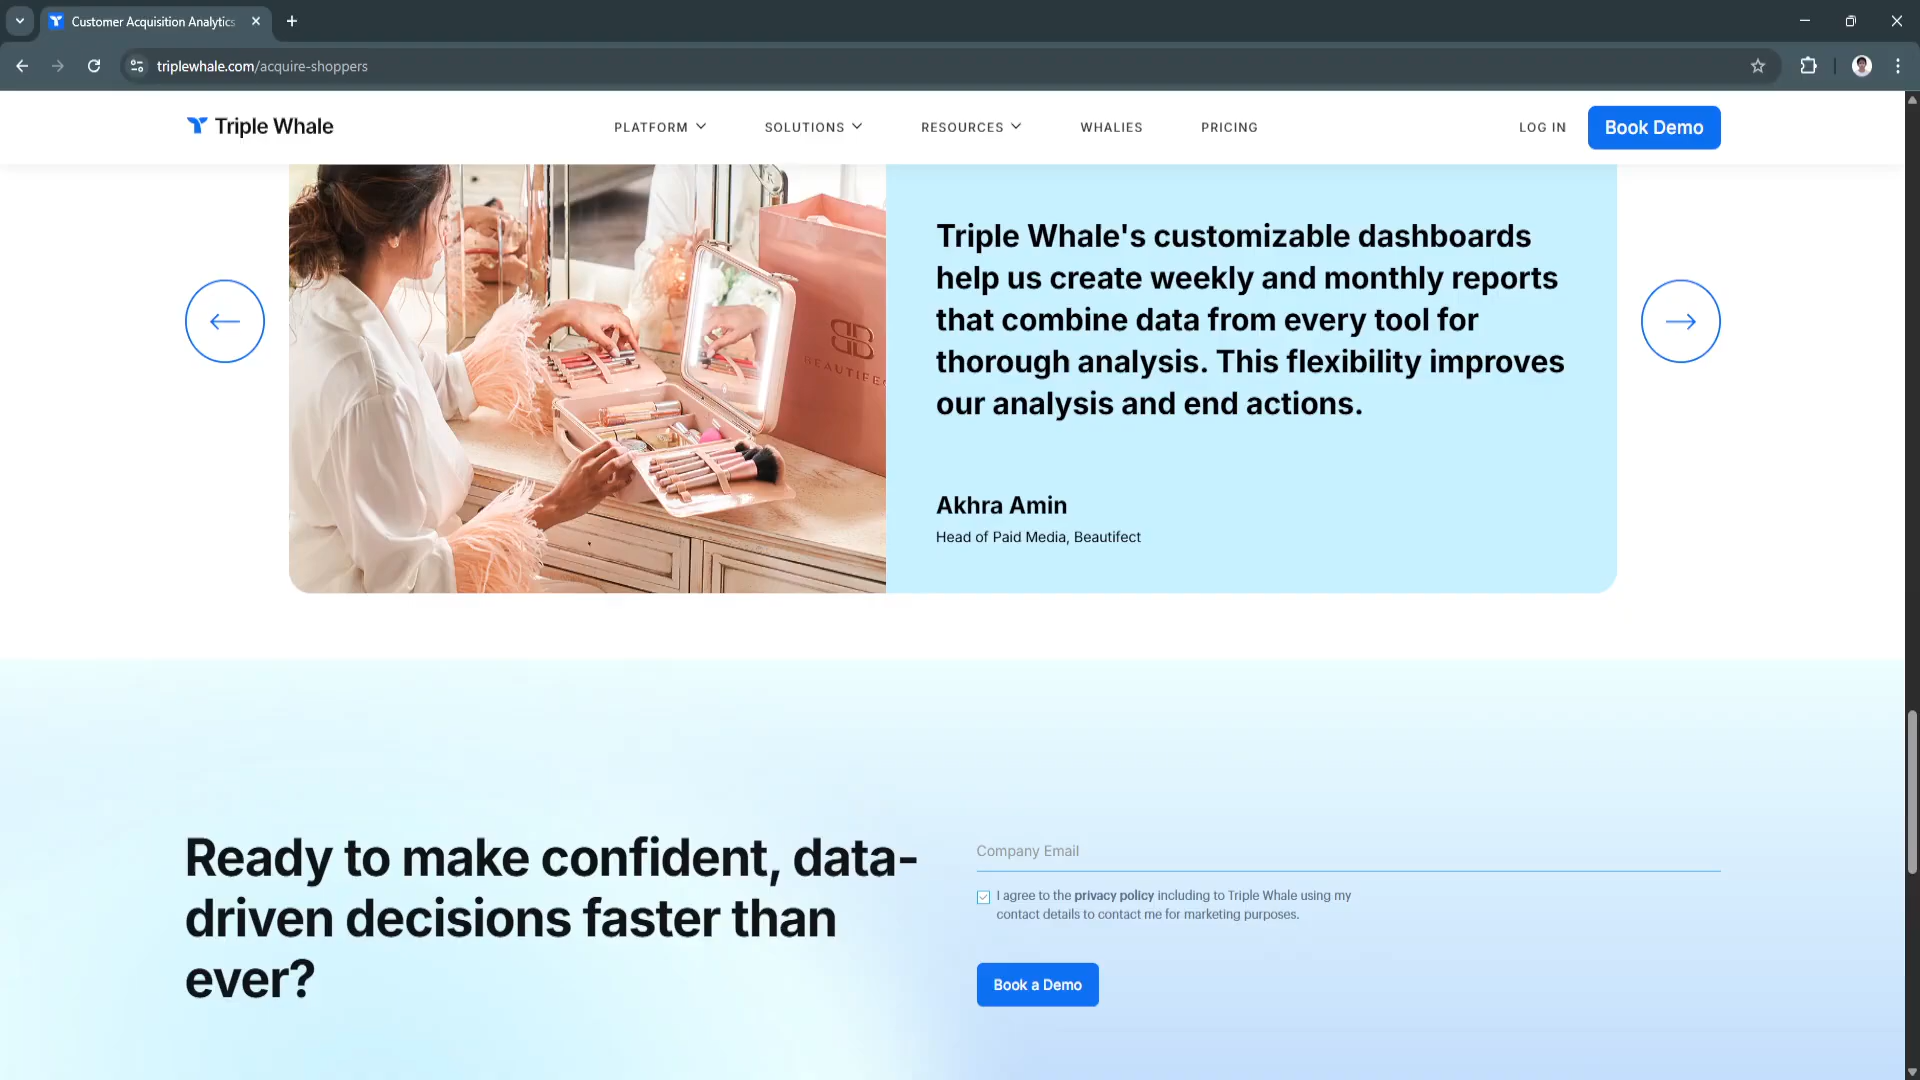 Customer Acquisition Analytics
triplewhale.com/acquire-shoppers
Triple Whale
PLATFORM
SOLUTIONS
RESOURCES
WHALIES
PRICING
LOG IN
Book Demo
BEAUTIFEC
Triple Whale's customizable dashboards
help us create weekly and monthly reports
that combine data from every tool for
thorough analysis. This flexibility improves
our analysis and end actions.
Akhra Amin
Head of Paid Media, Beautifect
Ready to make confident, data-
driven decisions faster than
ever?
Company Email
I agree to the privacy policy including to Triple Whale using my
contact details to contact me for marketing purposes.
Book a Demo